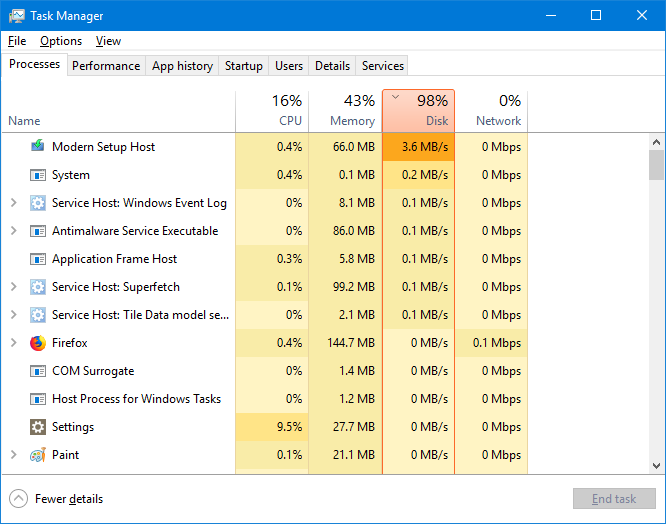 Task Manager
File Options View
Processes Performance App history Startup Users Details Services
16% 43% 98% 0%
Name CPU Memory Disk Network
Modern Setup Host 0.4% 66.0 MB 3.6 MB/s 0 Mbps
System 0.4% 0.1 MB 0.2 MB/s 0 Mbps
Service Host: Windows Event Log 0% 8.1 MB 0.1 MB/s 0 Mbps
Antimalware Service Executable 0% 86.0 MB 0.1 MB/s 0 Mbps
Application Frame Host 0.3% 5.8 MB 0.1 MB/s 0 Mbps
Service Host: Superfetch 0.1% 99.2 MB 0.1 MB/s 0 Mbps
Service Host: Tile Data model se... 0% 2.1 MB 0.1 MB/s 0 Mbps
Firefox 0.4% 144.7 MB 0 MB/s 0.1 Mbps
COM Surrogate 0% 1.4 MB 0 MB/s 0 Mbps
Host Process for Windows Tasks 0% 1.2 MB 0 MB/s 0 Mbps
Settings 9.5% 27.7 MB 0 MB/s 0 Mbps
Paint 0.1% 21.1 MB 0 MB/s 0 Mbps
Fewer details End task